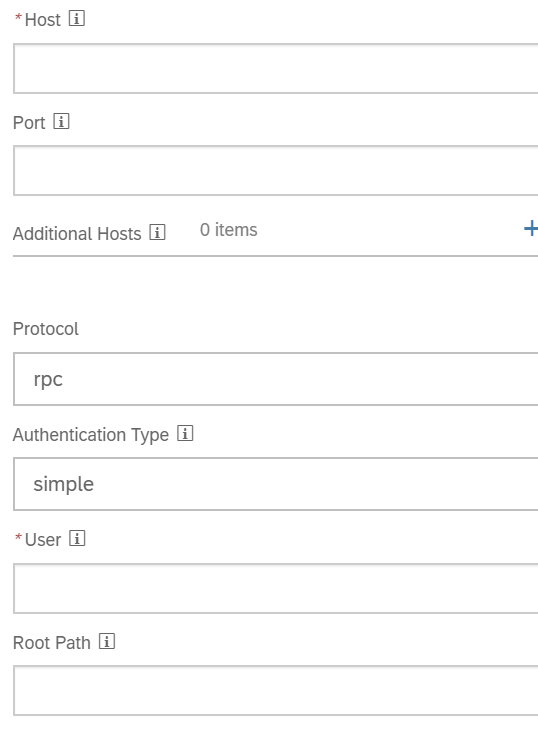 *Host
Port
Additional Hosts 0 items
Protocol
rpc
Authentication Type
simple
*User
Root Path